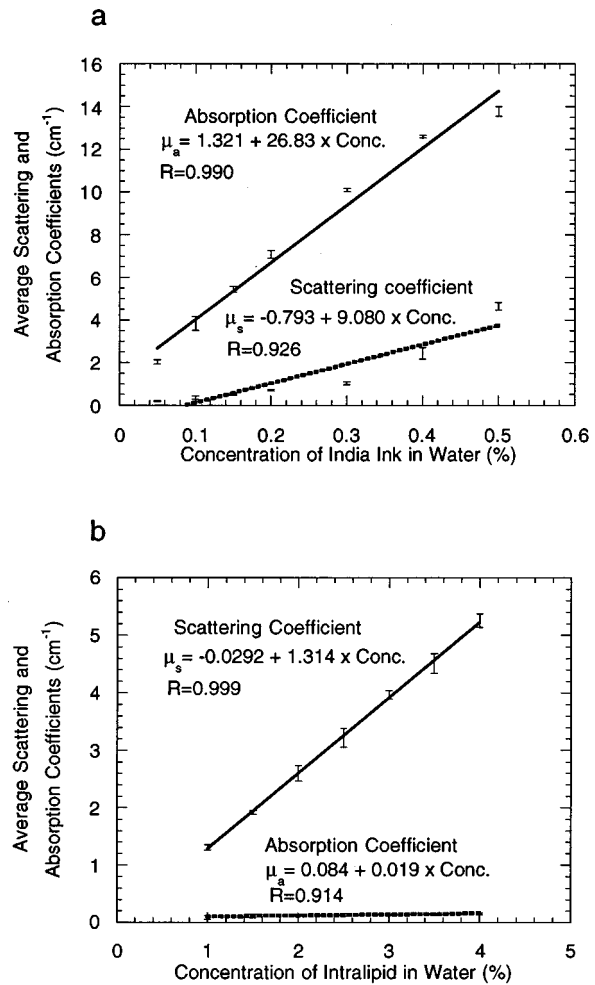 a
16
14
12
10
8
6
4
2
0
Average Scattering and
Absorption Coefficients (cm⁻¹)
Absorption Coefficient
μa= 1.321 + 26.83 x Conc.
R=0.990
Scattering coefficient
μs= -0.793 + 9.080 x Conc.
R=0.926
0 0.1 0.2 0.3 0.4 0.5 0.6
Concentration of India Ink in Water (%)
b
6
5
4
3
2
1
0
Average Scattering and
Absorption Coefficients (cm⁻¹)
Scattering Coefficient
μs= -0.0292 + 1.314 x Conc.
R=0.999
Absorption Coefficient
μa= 0.084 + 0.019 x Conc.
R=0.914
0 1 2 3 4 5
Concentration of Intralipid in Water (%)